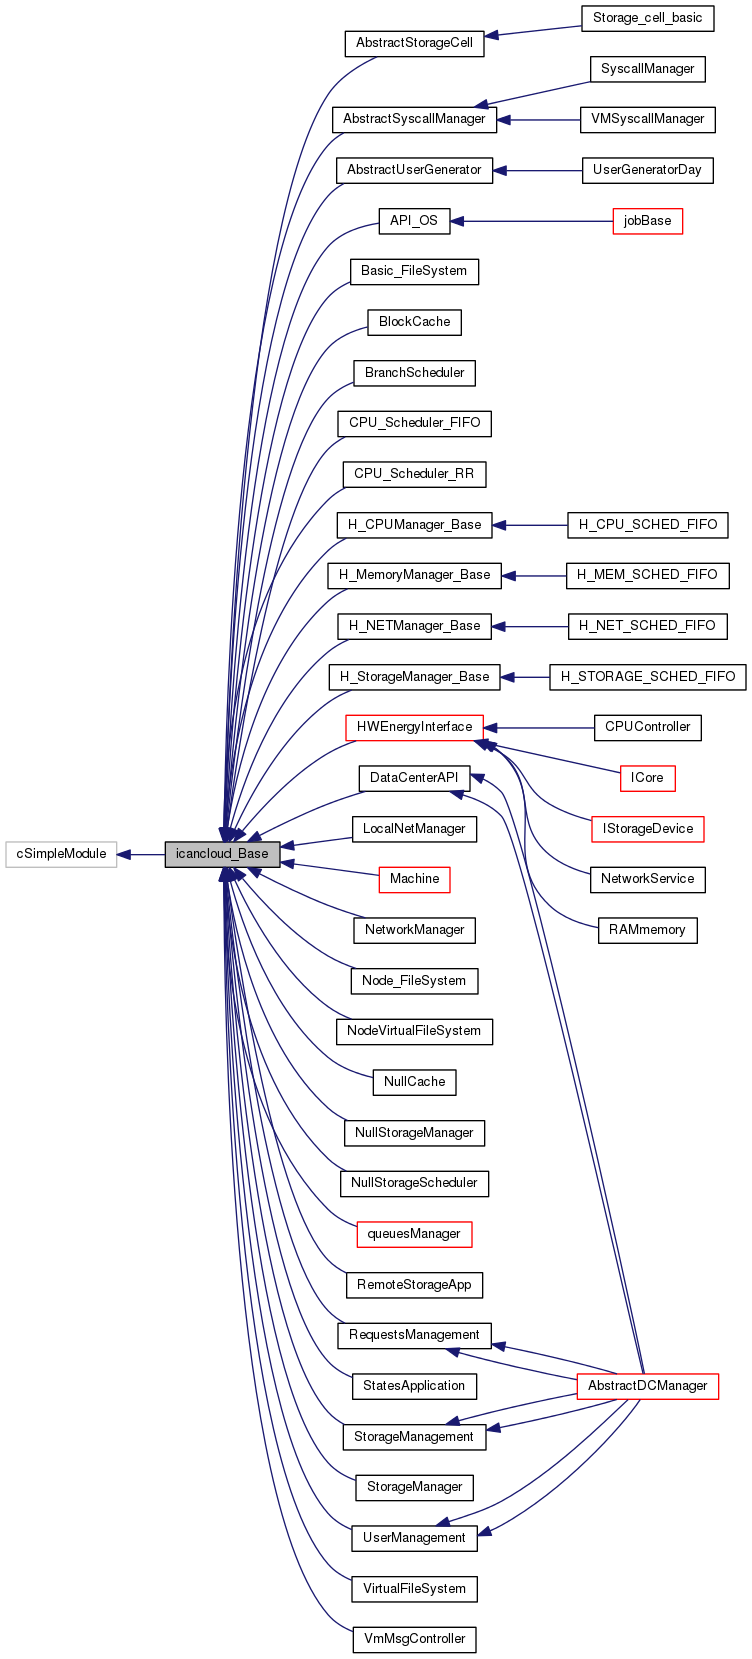 Storage_cell_basic
AbstractStorageCell
SyscallManager
AbstractSyscallManager
VMSyscallManager
AbstractUserGenerator
UserGeneratorDay
API_OS
jobBase
Basic_FileSystem
BlockCache
BranchScheduler
CPU_Scheduler_FIFO
CPU_Scheduler_RR
H_CPUManager_Base
H_CPU_SCHED_FIFO
H_MemoryManager_Base
H_MEM_SCHED_FIFO
H_NETManager_Base
H_NET_SCHED_FIFO
H_StorageManager_Base
H_STORAGE_SCHED_FIFO
HWEnergyInterface
CPUController
DataCenterAPI
ICore
LocalNetManager
IStorageDevice
cSimpleModule
icancloud_Base
Machine
NetworkService
NetworkManager
RAMmemory
Node_FileSystem
NodeVirtualFileSystem
NullCache
NullStorageManager
NullStorageScheduler
queuesManager
RemoteStorageApp
RequestsManagement
StatesApplication
AbstractDCManager
StorageManagement
StorageManager
UserManagement
VirtualFileSystem
VmMsgController